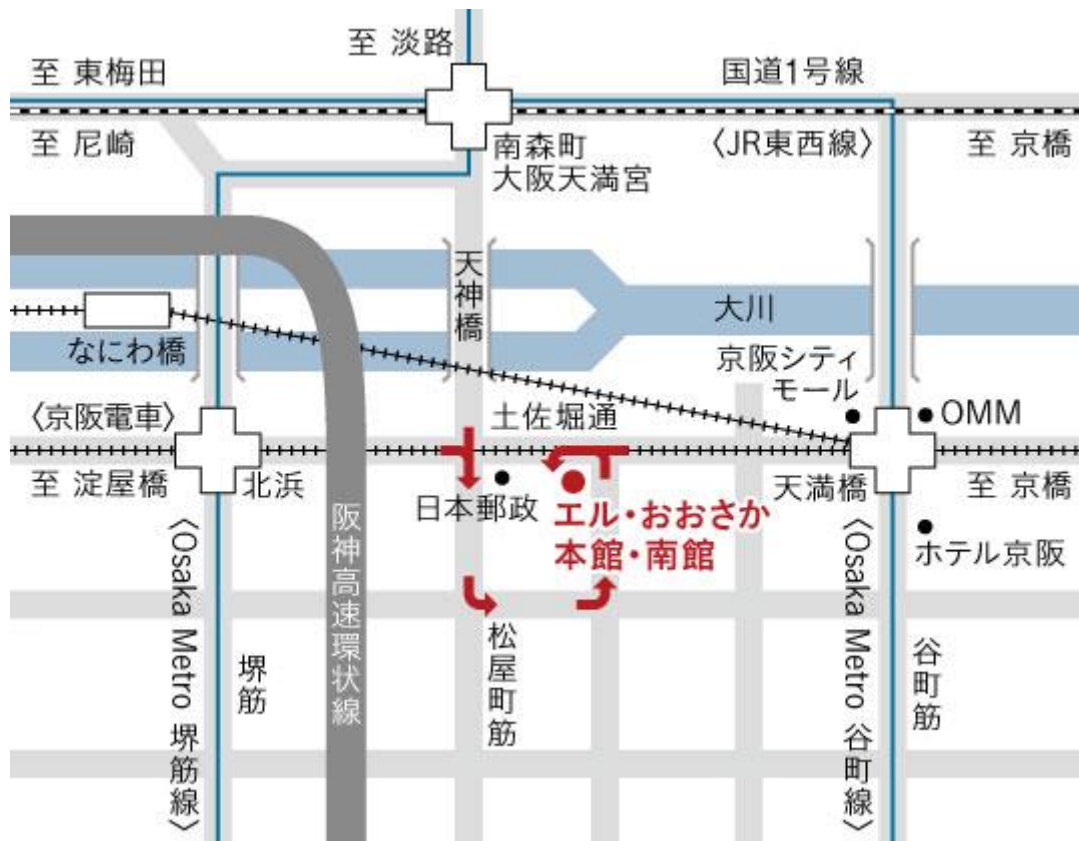 至 淡路
至 東梅田
国道1号線
至 尼崎
南森町
大阪天満宮
〈JR東西線〉
至 京橋
天神橋
大川
なにわ橋
京阪シティ
モール
〈京阪電車〉
土佐堀通
OMM
至 淀屋橋
北浜
日本郵政
天満橋
至 京橋
エル・おおさか
本館・南館
ホテル京阪
阪神高速環状線
〈Osaka Metro 堺筋線〉
堺筋
松屋町筋
〈Osaka Metro 谷町線〉
谷町筋